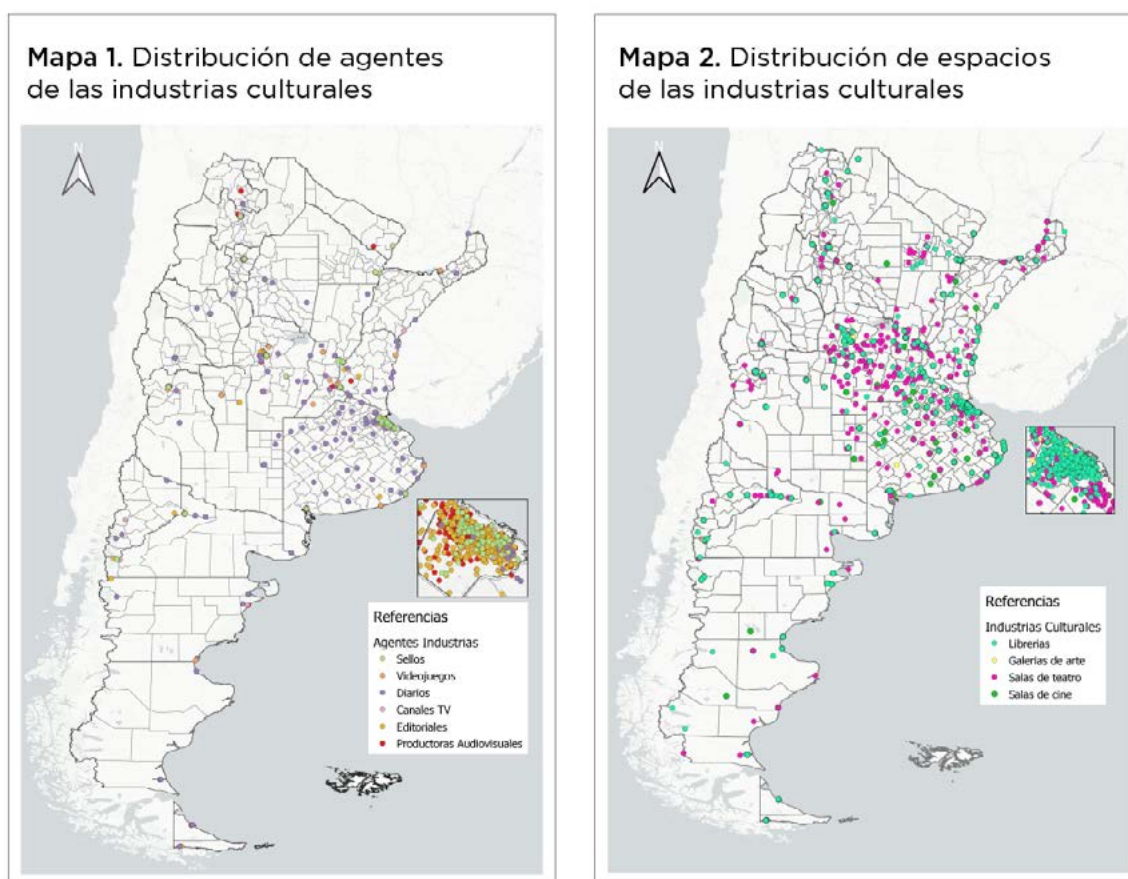 Mapa 1. Distribución de agentes
de las industrias culturales
N
Referencias
Agentes Industrias
Sellos
Videojuegos
Diarios
Canales TV
Editoriales
Productoras Audiovisuales
Mapa 2. Distribución de espacios
de las industrias culturales
N
Referencias
Industrias Culturales
Librerias
Galerías de arte
Salas de teatro
Salas de cine